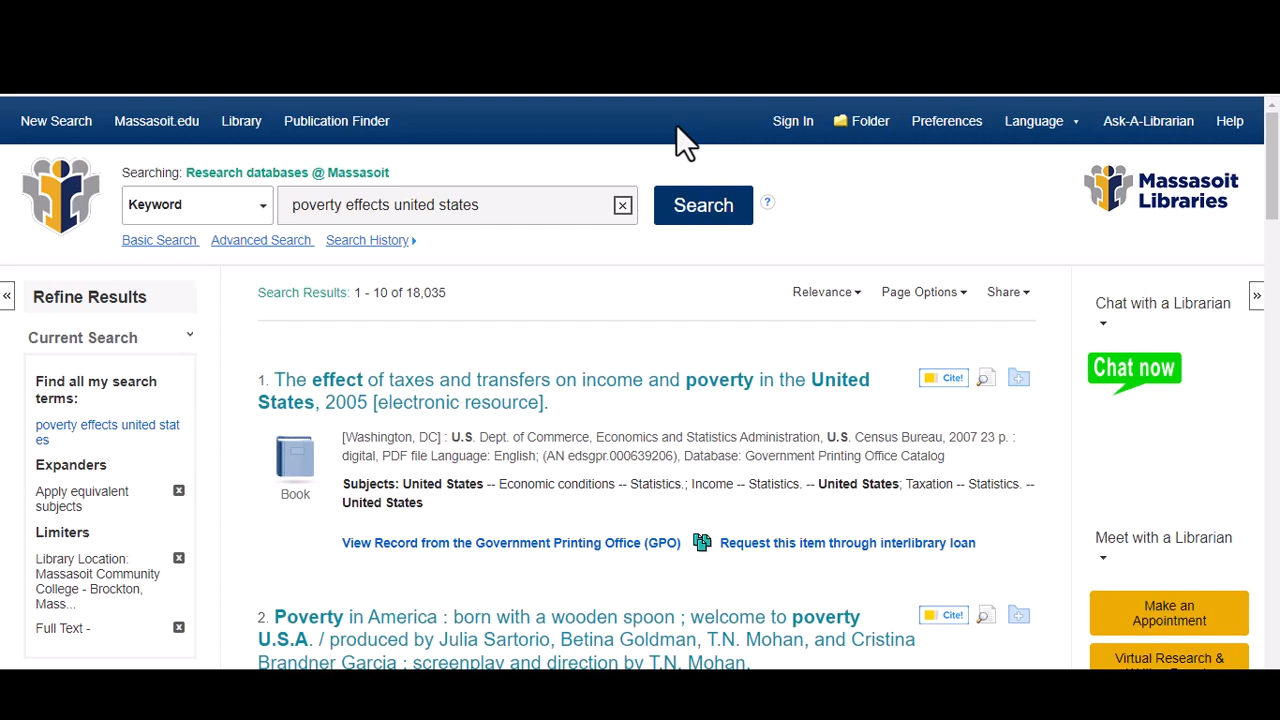 New Search Massasoit.edu Library Publication Finder Sign In Folder Preferences Language Ask-A-Librarian Help
Searching: Research databases @ Massasoit
Keyword poverty effects united states Search ?
Massasoit
Libraries
Basic Search Advanced Search Search History
« Refine Results
Current Search
Find all my search
terms:
poverty effects united stat
es
Expanders
Apply equivalent
subjects
Limiters
Library Location:
Massasoit Community
College - Brockton,
Mass...
Full Text -
Search Results: 1 - 10 of 18,035 Relevance Page Options Share
1. The effect of taxes and transfers on income and poverty in the United
States, 2005 [electronic resource].
Cite!
[Washington, DC] : U.S. Dept. of Commerce, Economics and Statistics Administration, U.S. Census Bureau, 2007 23 p. :
digital, PDF file Language: English; (AN edsgpr.000639206), Database: Government Printing Office Catalog
Book
Subjects: United States -- Economic conditions -- Statistics.; Income -- Statistics. -- United States; Taxation -- Statistics. --
United States
View Record from the Government Printing Office (GPO) Request this item through interlibrary loan
2. Poverty in America : born with a wooden spoon ; welcome to poverty
U.S.A. / produced by Julia Sartorio, Betina Goldman, T.N. Mohan, and Cristina
Brandner Garcia ; screenplay and direction by T.N. Mohan.
Cite!
»
Chat with a Librarian
Chat now
Meet with a Librarian
Make an
Appointment
Virtual Research &